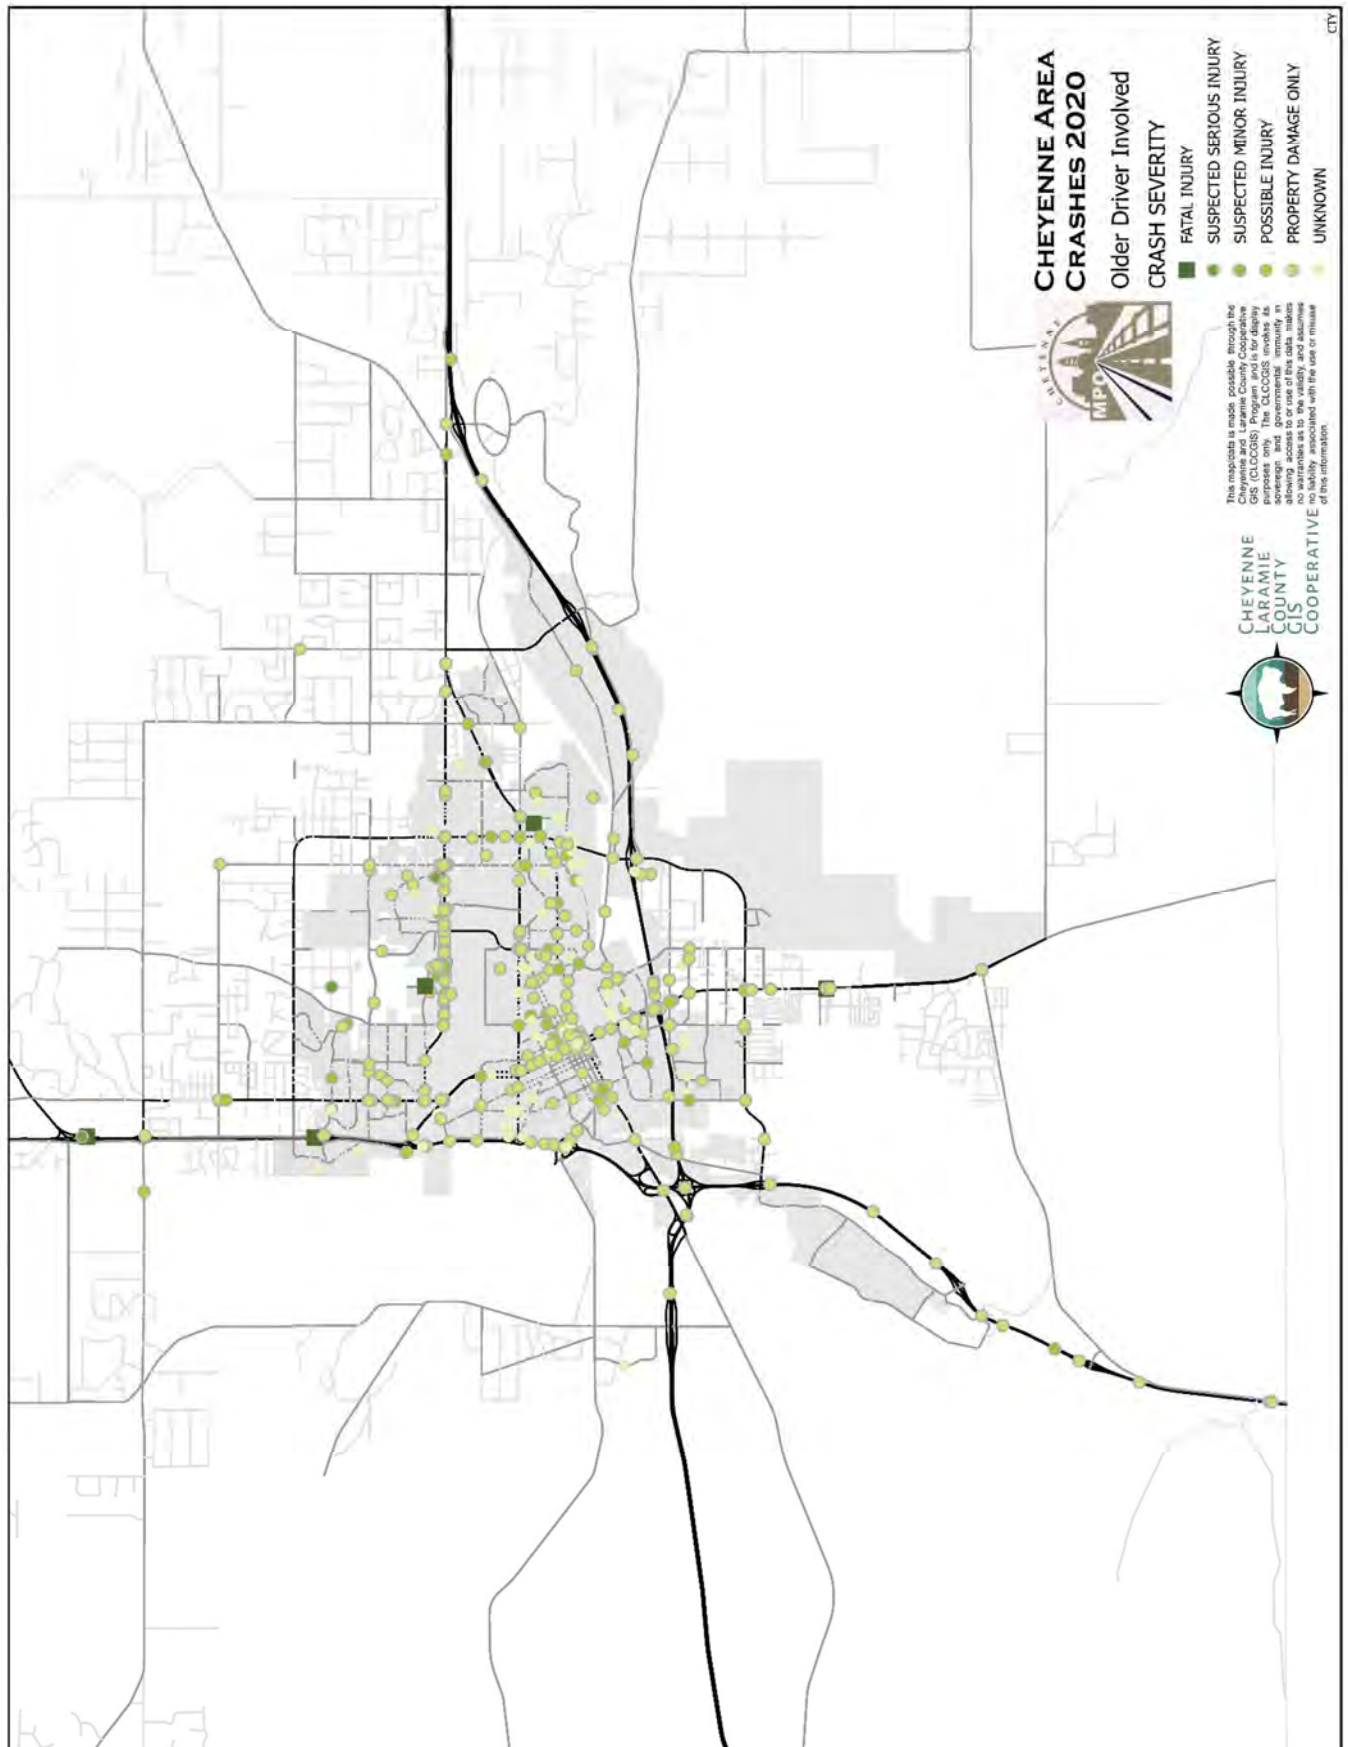 CHEYENNE AREA
CRASHES 2020
Older Driver Involved
CRASH SEVERITY
FATAL INJURY
SUSPECTED SERIOUS INJURY
SUSPECTED MINOR INJURY
POSSIBLE INJURY
PROPERTY DAMAGE ONLY
UNKNOWN
CHEYENNE
MPO
This map/data is made possible through the
Cheyenne and Laramie County Cooperative
GIS (CLCCGIS) Program and is for display
purposes only. The CLCCGIS invokes its
sovereign and governmental immunity in
allowing access to or use of this data, makes
no warranties as to the validity, and assumes
no liability associated with the use or misuse
of this information.
CHEYENNE
LARAMIE
COUNTY
GIS
COOPERATIVE
CTY